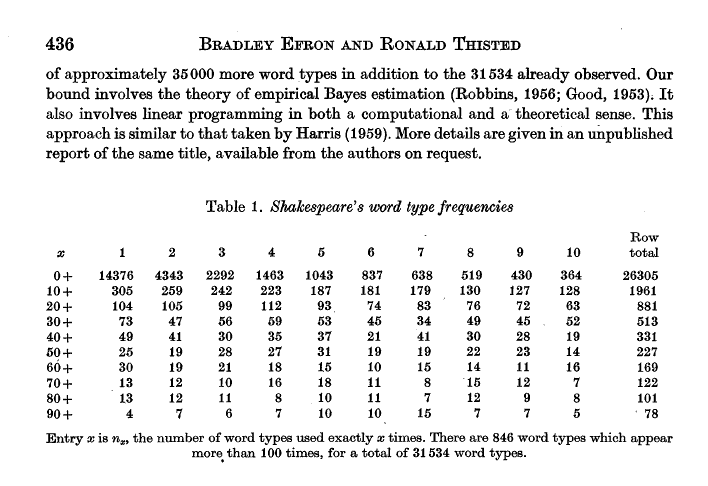 436 BRADLEY EFRON AND RONALD THISTED
of approximately 35000 more word types in addition to the 31534 already observed. Our
bound involves the theory of empirical Bayes estimation (Robbins, 1956; Good, 1953). It
also involves linear programming in both a computational and a theoretical sense. This
approach is similar to that taken by Harris (1959). More details are given in an unpublished
report of the same title, available from the authors on request.
Table 1. Shakespeare's word type frequencies
Row
x 1 2 3 4 5 6 7 8 9 10 total
0+ 14376 4343 2292 1463 1043 837 638 519 430 364 26305
10+ 305 259 242 223 187 181 179 130 127 128 1961
20+ 104 105 99 112 93 74 83 76 72 63 881
30+ 73 47 56 59 53 45 34 49 45 52 513
40+ 49 41 30 35 37 21 41 30 28 19 331
50+ 25 19 28 27 31 19 19 22 23 14 227
60+ 30 19 21 18 15 10 15 14 11 16 169
70+ 13 12 10 16 18 11 8 15 12 7 122
80+ 13 12 11 8 10 11 7 12 9 8 101
90+ 4 7 6 7 10 10 15 7 7 5 78
Entry x is nₓ, the number of word types used exactly x times. There are 846 word types which appear
more than 100 times, for a total of 31534 word types.